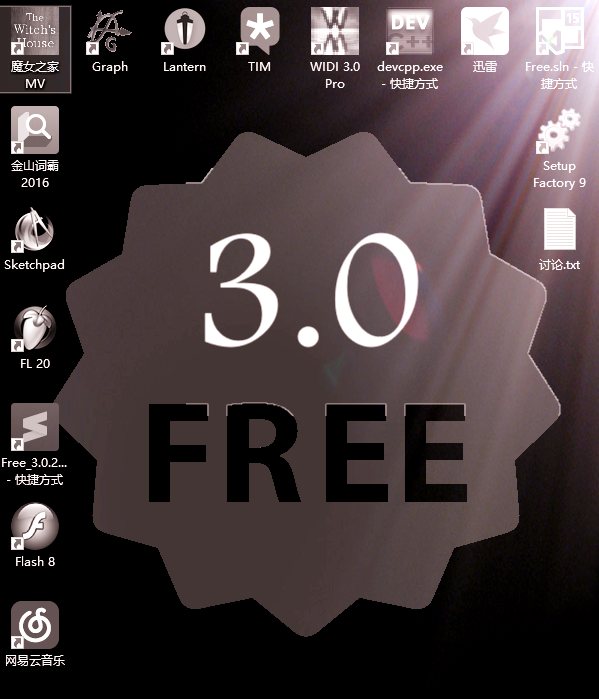 The
Witch's
House
魔女之家
MV
Graph
Lantern
TIM
WIDI 3.0
Pro
DEV
C++
devcpp.exe
- 快捷方式
迅雷
15
Free.sln - 快
捷方式
金山词霸
2016
Setup
Factory 9
Sketchpad
讨论.txt
3.0
FL 20
FREE
Free_3.0.2...
- 快捷方式
Flash 8
网易云音乐